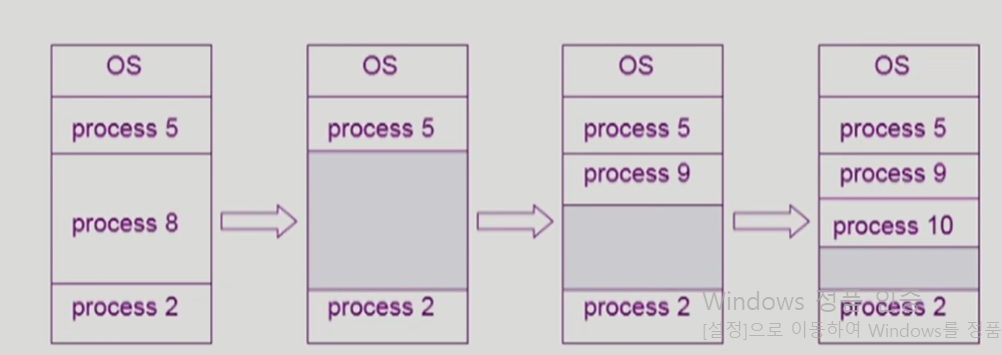 OS
process 5
process 8
process 2
OS
process 5
process 2
OS
process 5
process 9
process 2
OS
process 5
process 9
process 10
process 2
Windows 정품 인증
[설정]으로 이동하여 Windows를 정품